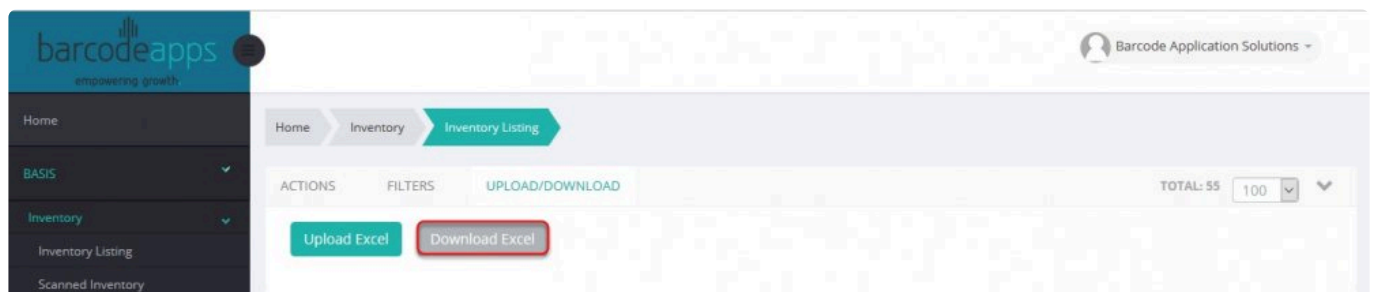 barcodeapps
empowering growth
Barcode Application Solutions
Home
Home Inventory Inventory Listing
BASIS
ACTIONS FILTERS UPLOAD/DOWNLOAD TOTAL: 55 100
Inventory
Upload Excel Download Excel
Inventory Listing
Scanned Inventory